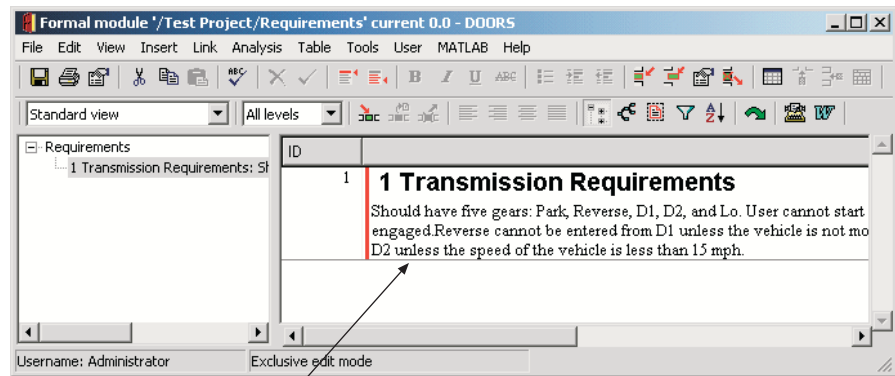 Formal module '/Test Project/Requirements' current 0.0 - DOORS
File Edit View Insert Link Analysis Table Tools User MATLAB Help
ABC B I U ABC
Standard view All levels W
Requirements
1 Transmission Requirements: Sh
ID
1 1 Transmission Requirements
Should have five gears: Park, Reverse, D1, D2, and Lo. User cannot start
engaged.Reverse cannot be entered from D1 unless the vehicle is not mo
D2 unless the speed of the vehicle is less than 15 mph.
Username: Administrator Exclusive edit mode